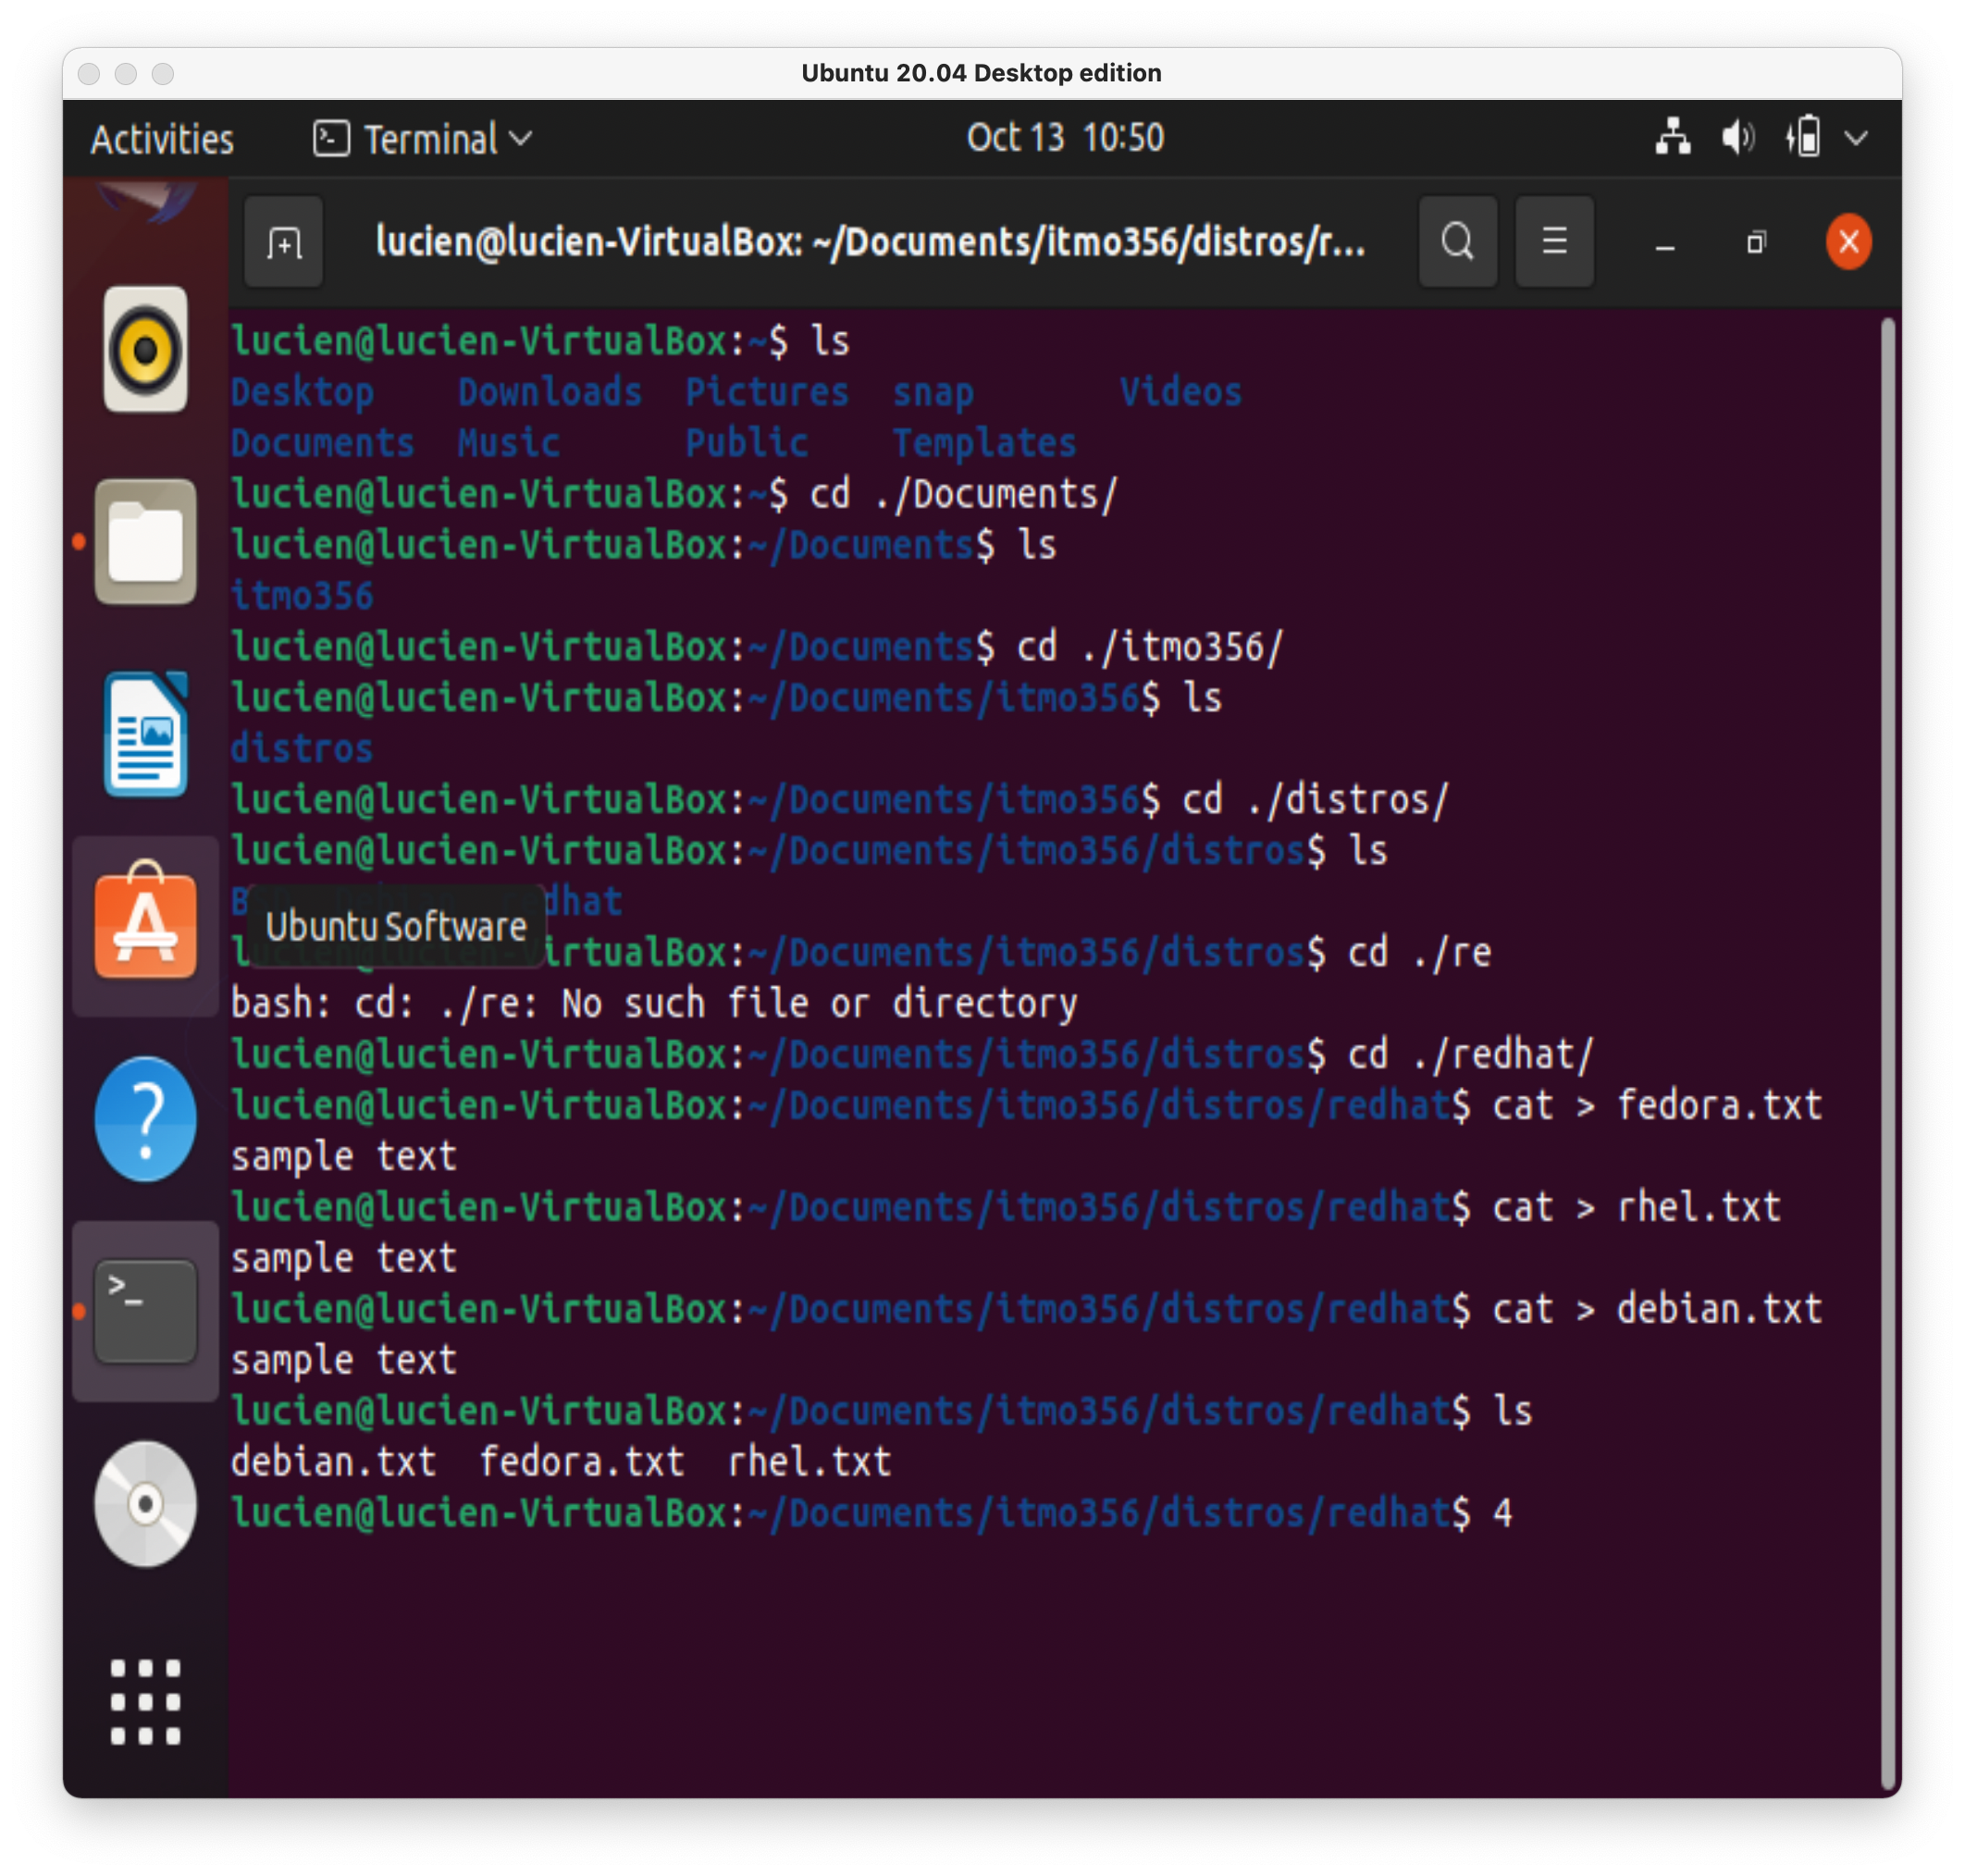 Ubuntu 20.04 Desktop edition
Activities Terminal Oct 13 10:50
lucien@lucien-VirtualBox: ~/Documents/itmo356/distros/r...
lucien@lucien-VirtualBox:~$ ls
Desktop Downloads Pictures snap Videos
Documents Music Public Templates
lucien@lucien-VirtualBox:~$ cd ./Documents/
lucien@lucien-VirtualBox:~/Documents$ ls
itmo356
lucien@lucien-VirtualBox:~/Documents$ cd ./itmo356/
lucien@lucien-VirtualBox:~/Documents/itmo356$ ls
distros
lucien@lucien-VirtualBox:~/Documents/itmo356$ cd ./distros/
lucien@lucien-VirtualBox:~/Documents/itmo356/distros$ ls
Ubuntu Software
rtualBox:~/Documents/itmo356/distros$ cd ./re
bash: cd: ./re: No such file or directory
lucien@lucien-VirtualBox:~/Documents/itmo356/distros$ cd ./redhat/
lucien@lucien-VirtualBox:~/Documents/itmo356/distros/redhat$ cat > fedora.txt
sample text
lucien@lucien-VirtualBox:~/Documents/itmo356/distros/redhat$ cat > rhel.txt
sample text
lucien@lucien-VirtualBox:~/Documents/itmo356/distros/redhat$ cat > debian.txt
sample text
lucien@lucien-VirtualBox:~/Documents/itmo356/distros/redhat$ ls
debian.txt fedora.txt rhel.txt
lucien@lucien-VirtualBox:~/Documents/itmo356/distros/redhat$ 4